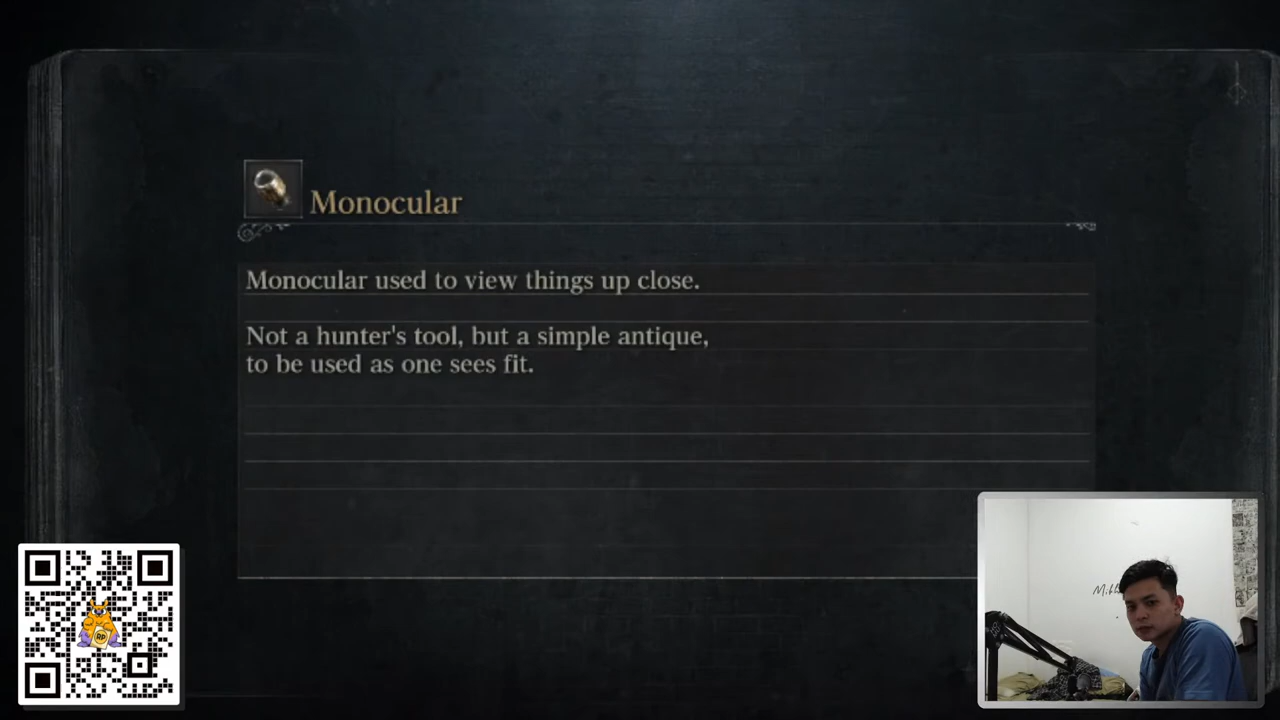 Monocular
Monocular used to view things up close.
Not a hunter's tool, but a simple antique,
to be used as one sees fit.
RP